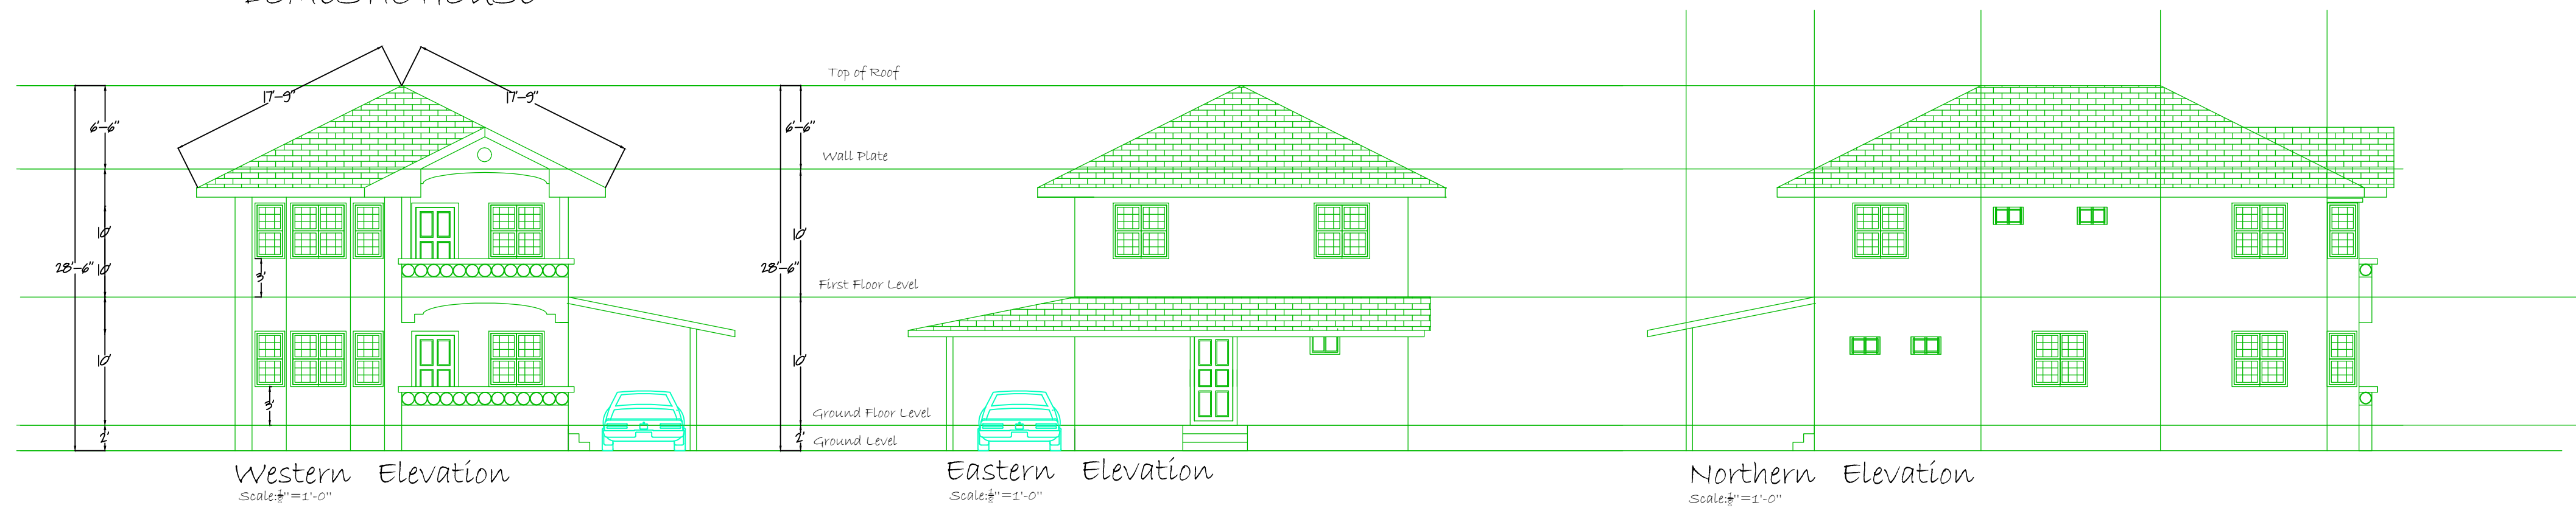 17'-9"
17'-9"
Top of Roof
6'-6"
6'-6"
Wall Plate
10'
10'
28'-6"
10'
28'-6"
3'
First Floor Level
10'
10'
3'
Ground Floor Level
2'
2'
Ground Level
Western Elevation
Scale:⅛"=1'-0"
Eastern Elevation
Scale:⅛"=1'-0"
Northern Elevation
Scale:⅛"=1'-0"